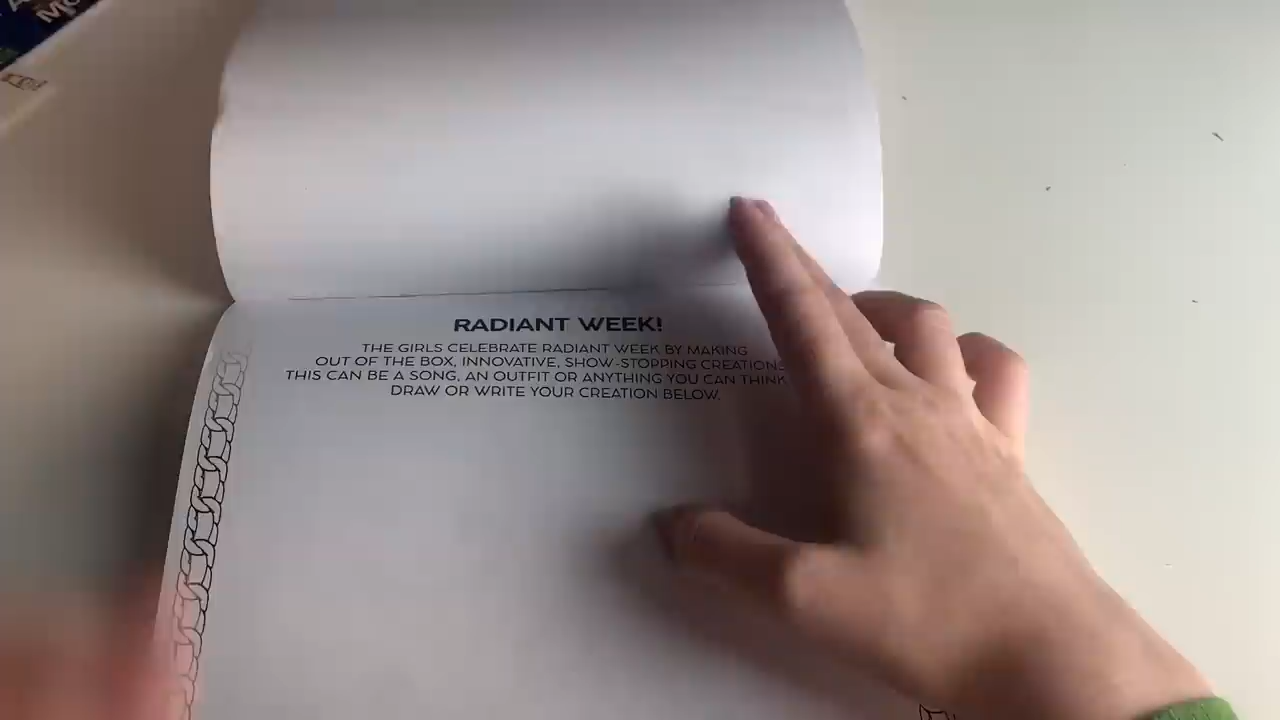 RADIANT WEEK!
THE GIRLS CELEBRATE RADIANT WEEK BY MAKING
OUT OF THE BOX, INNOVATIVE, SHOW-STOPPING CREATIONS
THIS CAN BE A SONG, AN OUTFIT OR ANYTHING YOU CAN THINK
DRAW OR WRITE YOUR CREATION BELOW.